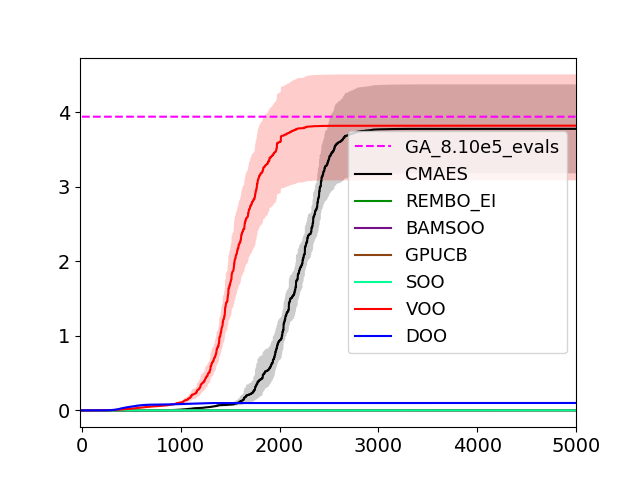 4
3
2
1
0
GA_8.10e5_evals
CMAES
REMBO_EI
BAMSOO
GPUCB
SOO
VOO
DOO
0 1000 2000 3000 4000 5000